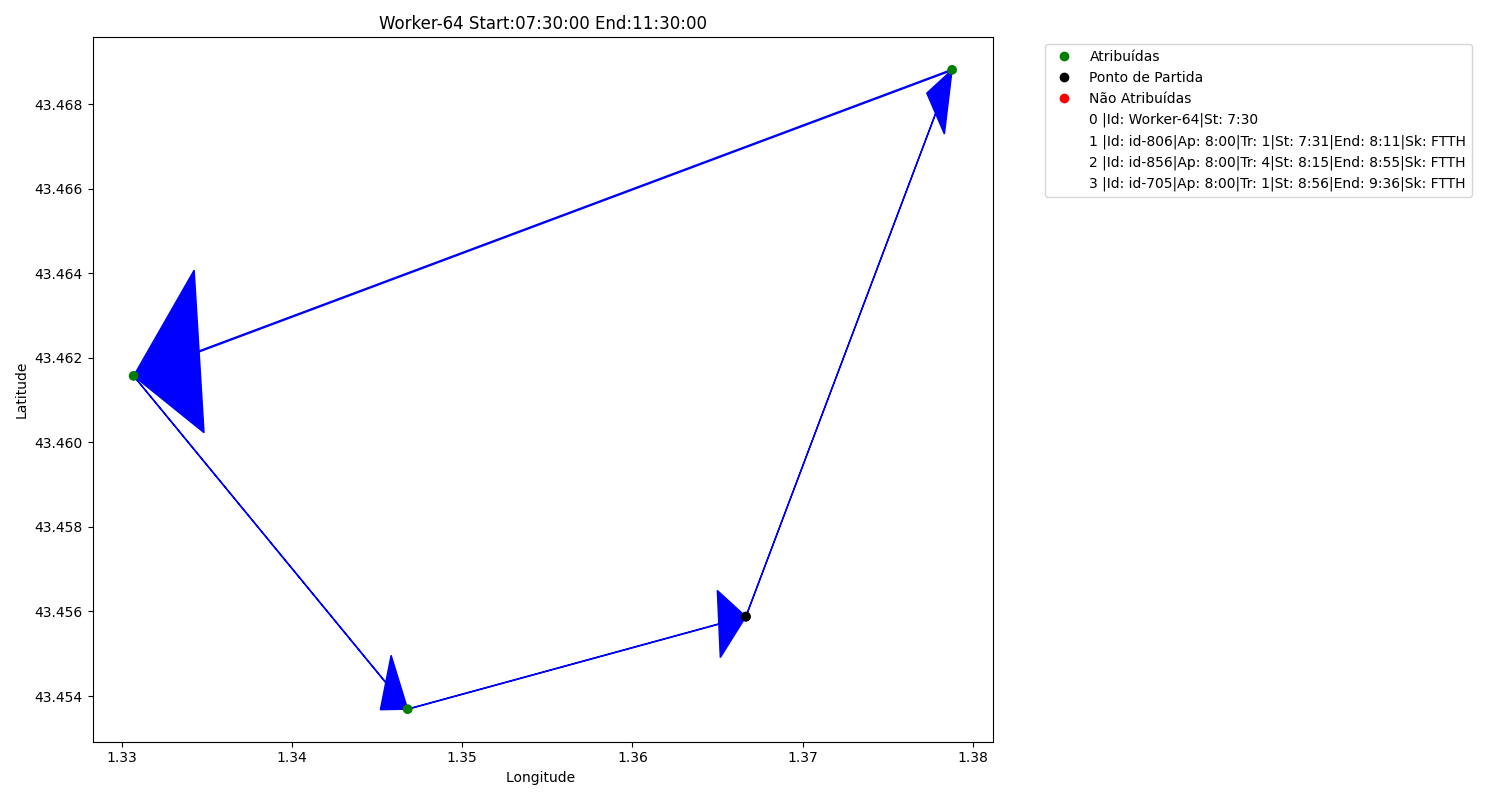 Worker-64 Start:07:30:00 End:11:30:00
Atribuídas
Ponto de Partida
Não Atribuídas
0 |Id: Worker-64|St: 7:30
1 |Id: id-806|Ap: 8:00|Tr: 1|St: 7:31|End: 8:11|Sk: FTTH
2 |Id: id-856|Ap: 8:00|Tr: 4|St: 8:15|End: 8:55|Sk: FTTH
3 |Id: id-705|Ap: 8:00|Tr: 1|St: 8:56|End: 9:36|Sk: FTTH
Latitude
43.468
43.466
43.464
43.462
43.460
43.458
43.456
43.454
1.33 1.34 1.35 1.36 1.37 1.38
Longitude